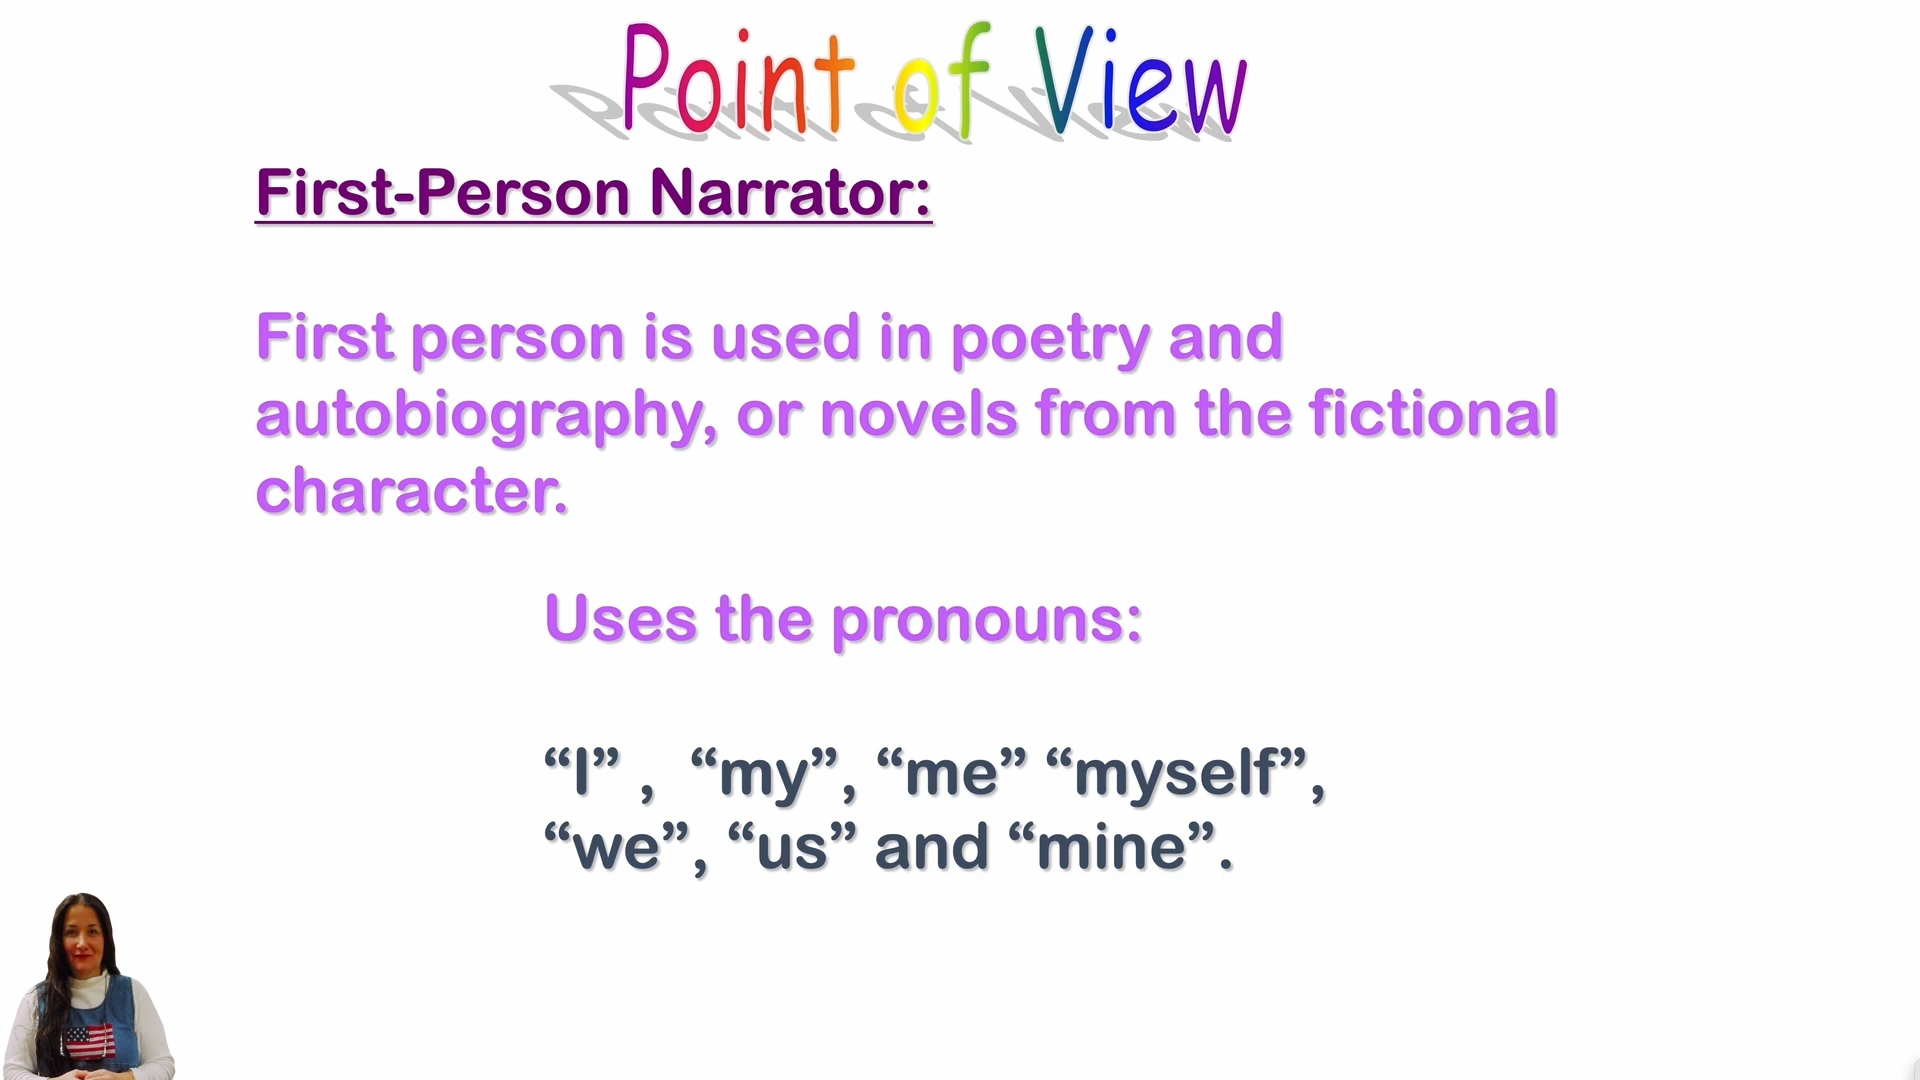 Point of View
First-Person Narrator:
First person is used in poetry and
autobiography, or novels from the fictional
character.
Uses the pronouns:
“I” ,  “my”, “me” “myself”,
“we”, “us” and “mine”.